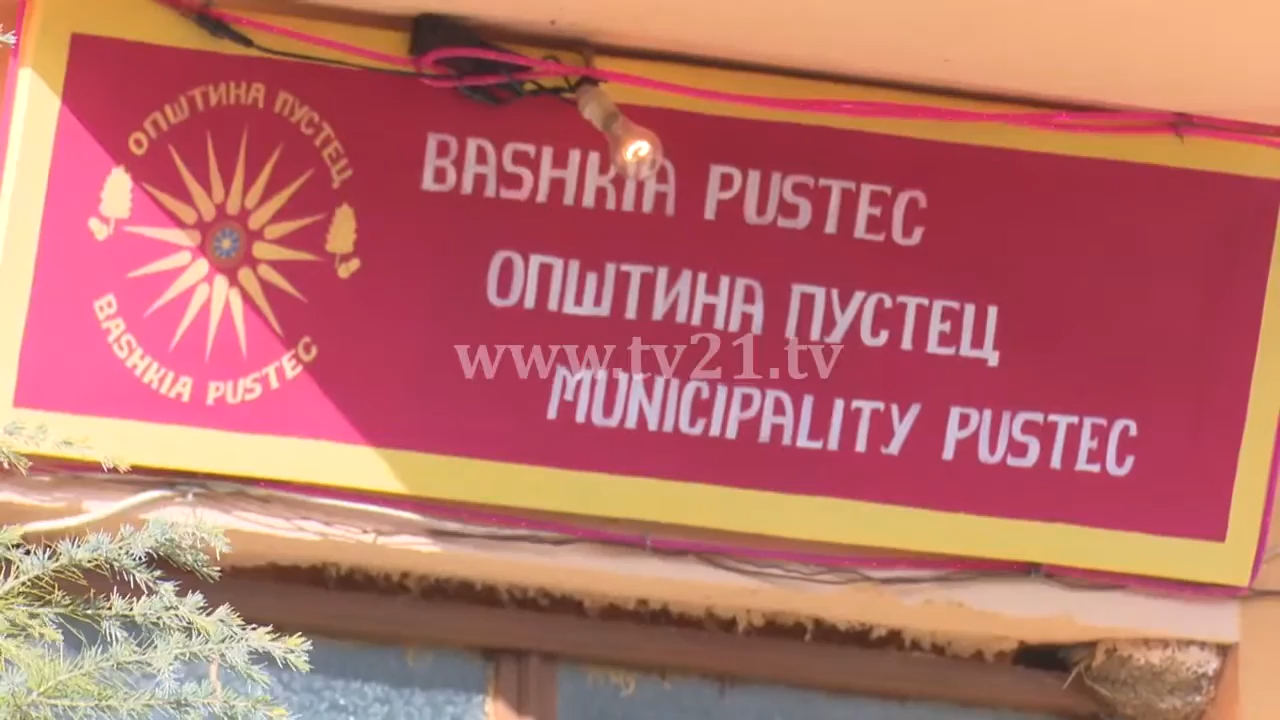 ОПШТИНА ПУСТЕЦ
BASHKIA PUSTEC
BASHKIA PUSTEC
ОПШТИНА ПУСТЕЦ
MUNICIPALITY PUSTEC
www.tv21.tv